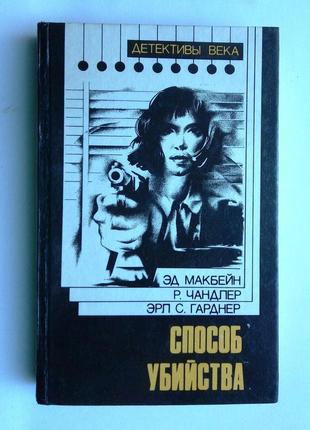 ДЕТЕКТИВЫ ВЕКА
ЭД МАКБЕЙН
Р. ЧАНДЛЕР
ЭРЛ С. ГАРДНЕР
СПОСОБ
УБИЙСТВА